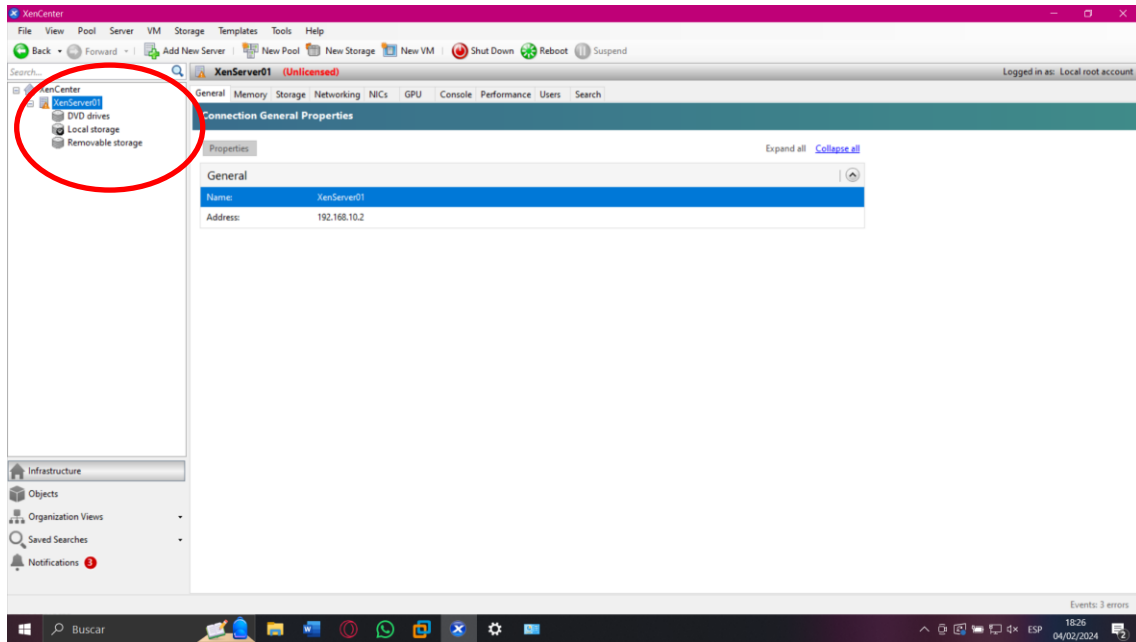 XenCenter
File View Pool Server VM Storage Templates Tools Help
Back Forward Add New Server New Pool New Storage New VM Shut Down Reboot Suspend
Search... XenServer01 (Unlicensed) Logged in as: Local root account
XenCenter
XenServer01
DVD drives
Local storage
Removable storage
General Memory Storage Networking NICs GPU Console Performance Users Search
Connection General Properties
Properties Expand all Collapse all
General
Name: XenServer01
Address: 192.168.10.2
Infrastructure
Objects
Organization Views
Saved Searches
Notifications 3
Events: 3 errors
Buscar ESP 18:26
04/02/2024 2